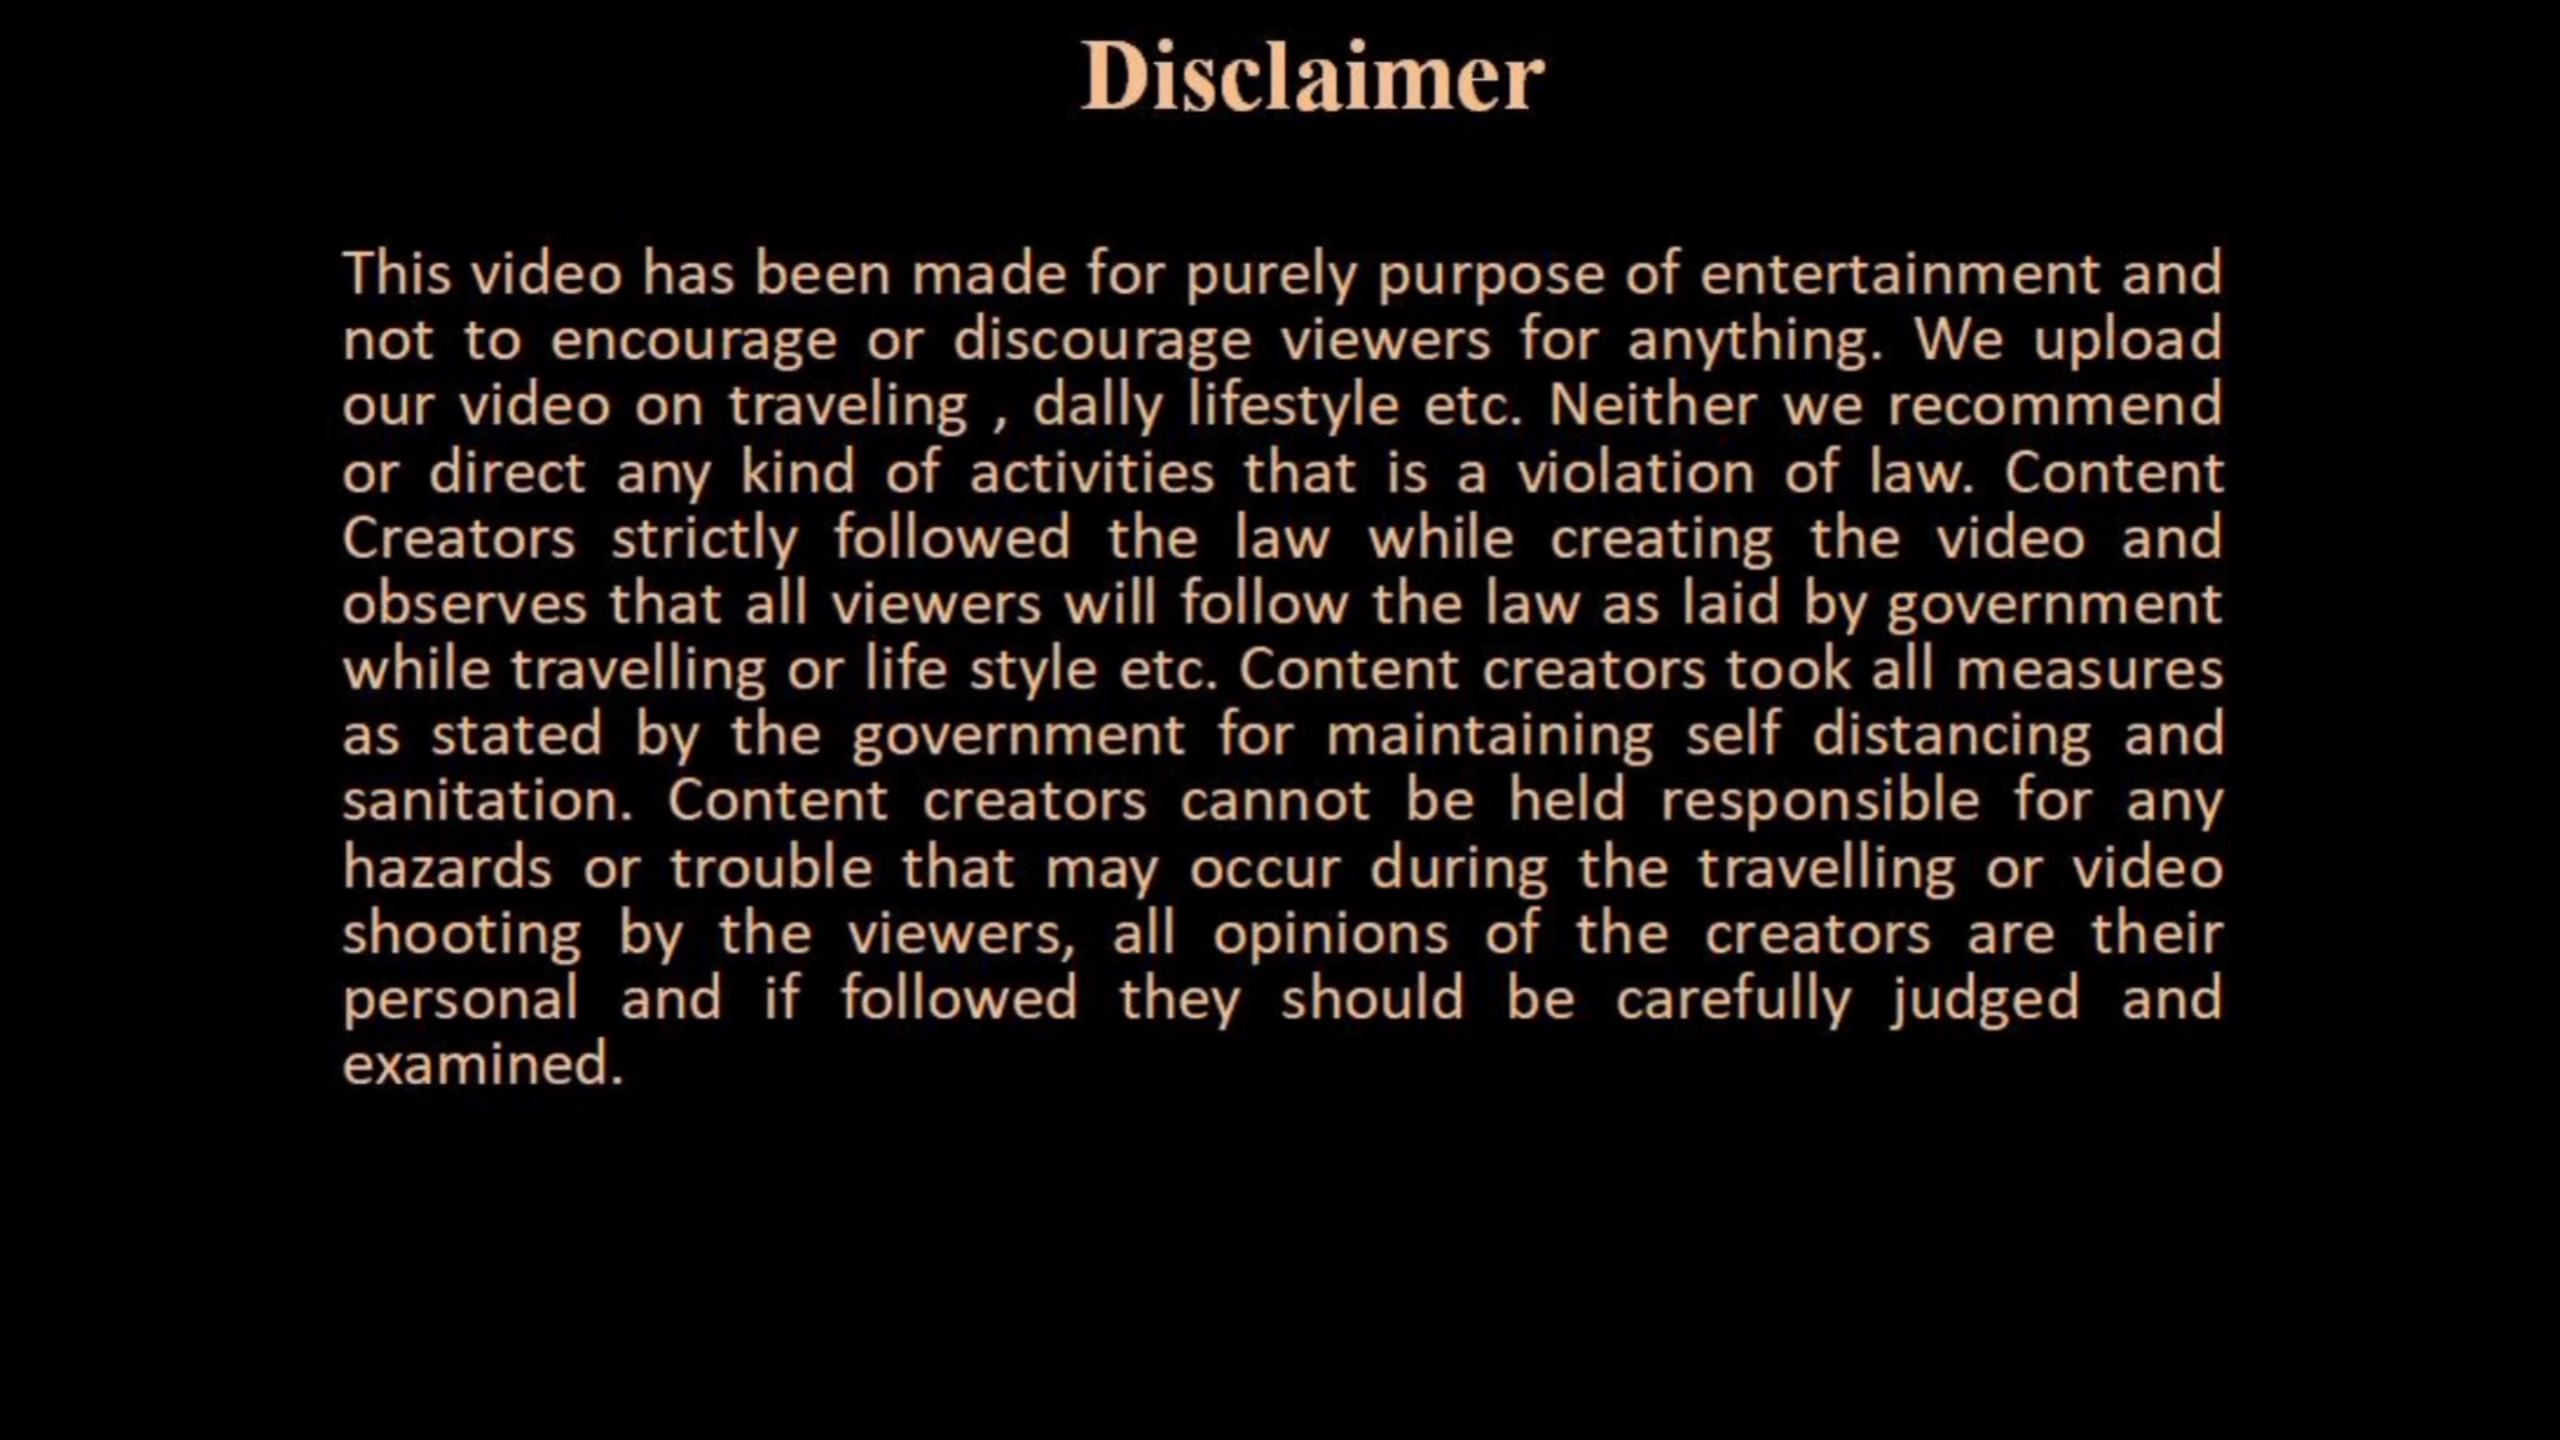 Disclaimer
This video has been made for purely purpose of entertainment and
not to encourage or discourage viewers for anything. We upload
our video on traveling , dally lifestyle etc. Neither we recommend
or direct any kind of activities that is a violation of law. Content
Creators strictly followed the law while creating the video and
observes that all viewers will follow the law as laid by government
while travelling or life style etc. Content creators took all measures
as stated by the government for maintaining self distancing and
sanitation. Content creators cannot be held responsible for any
hazards or trouble that may occur during the travelling or video
shooting by the viewers, all opinions of the creators are their
personal and if followed they should be carefully judged and
examined.